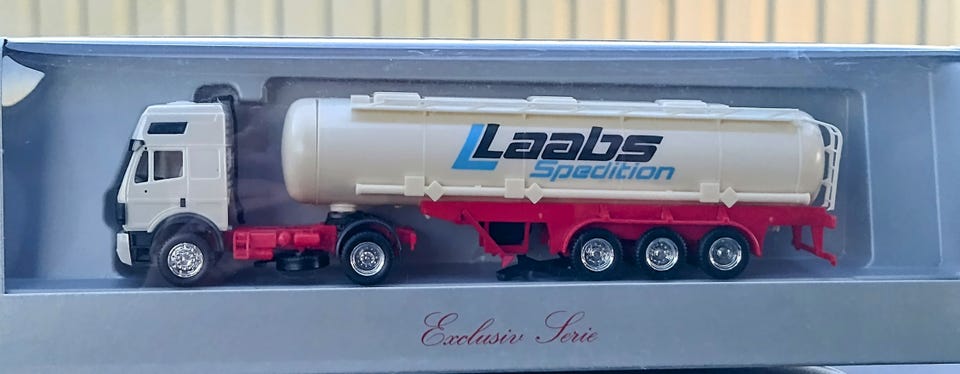 Laabs
Spedition
Exclusiv Serie